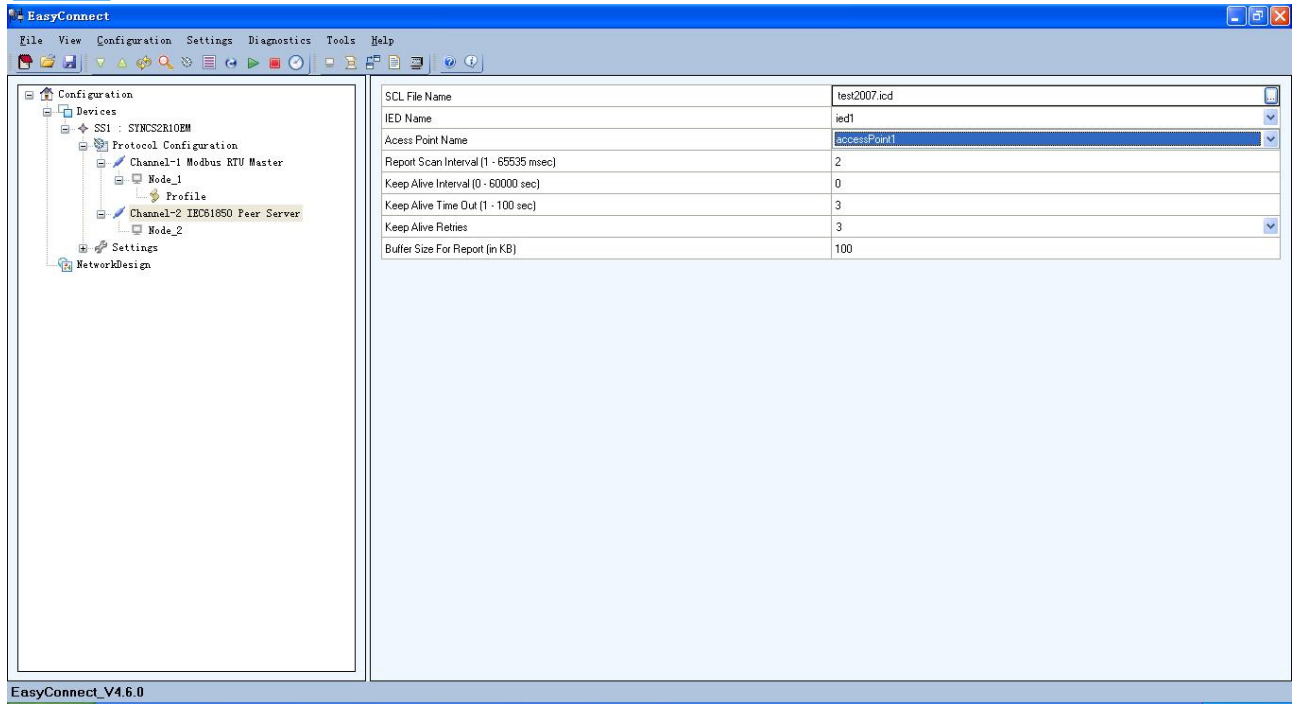 EasyConnect
File View Configuration Settings Diagnostics Tools Help
Configuration
Devices
SS1 : SYNCS2R10EM
Protocol Configuration
Channel-1 Modbus RTU Master
Node_1
Profile
Channel-2 IEC61850 Peer Server
Node_2
Settings
NetworkDesign
SCL File Name test2007.icd ...
IED Name ied1
Acess Point Name accessPoint1
Report Scan Interval (1 - 65535 msec) 2
Keep Alive Interval (0 - 60000 sec) 0
Keep Alive Time Out (1 - 100 sec) 3
Keep Alive Retries 3
Buffer Size For Report (in KB) 100
EasyConnect_V4.6.0